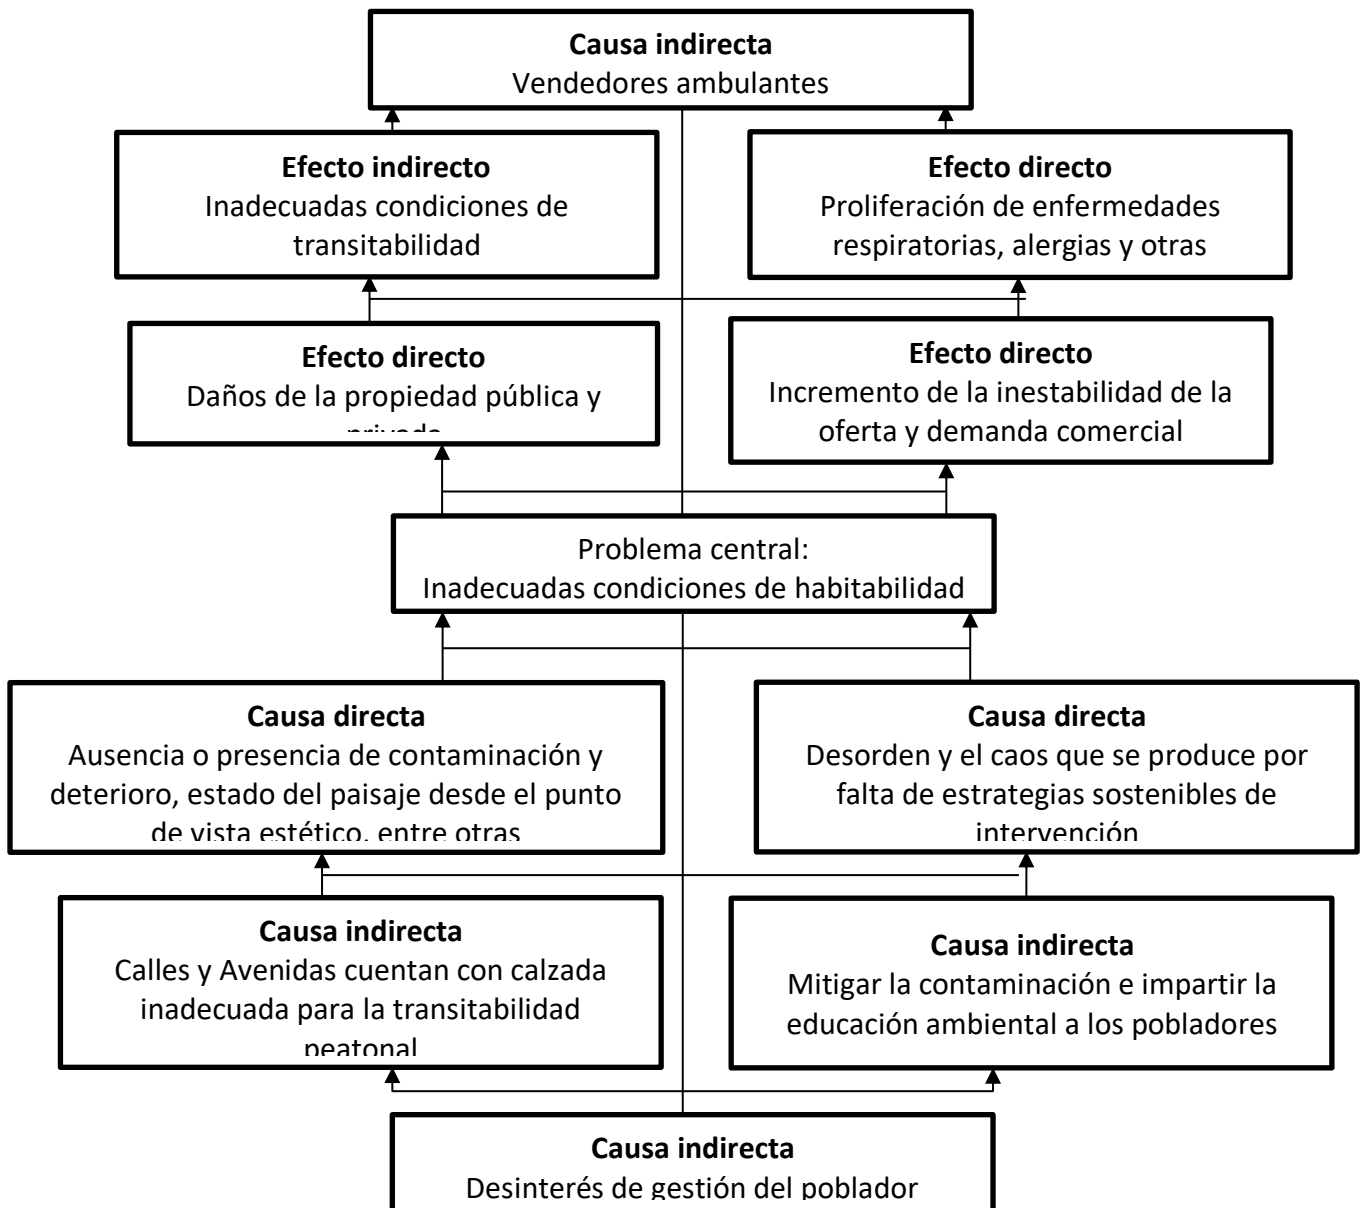 Causa indirecta
Vendedores ambulantes
Efecto indirecto
Inadecuadas condiciones de
transitabilidad
Efecto directo
Proliferación de enfermedades
respiratorias, alergias y otras
Efecto directo
Daños de la propiedad pública y
privada
Efecto directo
Incremento de la inestabilidad de la
oferta y demanda comercial
Problema central:
Inadecuadas condiciones de habitabilidad
Causa directa
Ausencia o presencia de contaminación y
deterioro, estado del paisaje desde el punto
de vista estético, entre otras
Causa directa
Desorden y el caos que se produce por
falta de estrategias sostenibles de
intervención
Causa indirecta
Calles y Avenidas cuentan con calzada
inadecuada para la transitabilidad
peatonal
Causa indirecta
Mitigar la contaminación e impartir la
educación ambiental a los pobladores
Causa indirecta
Desinterés de gestión del poblador